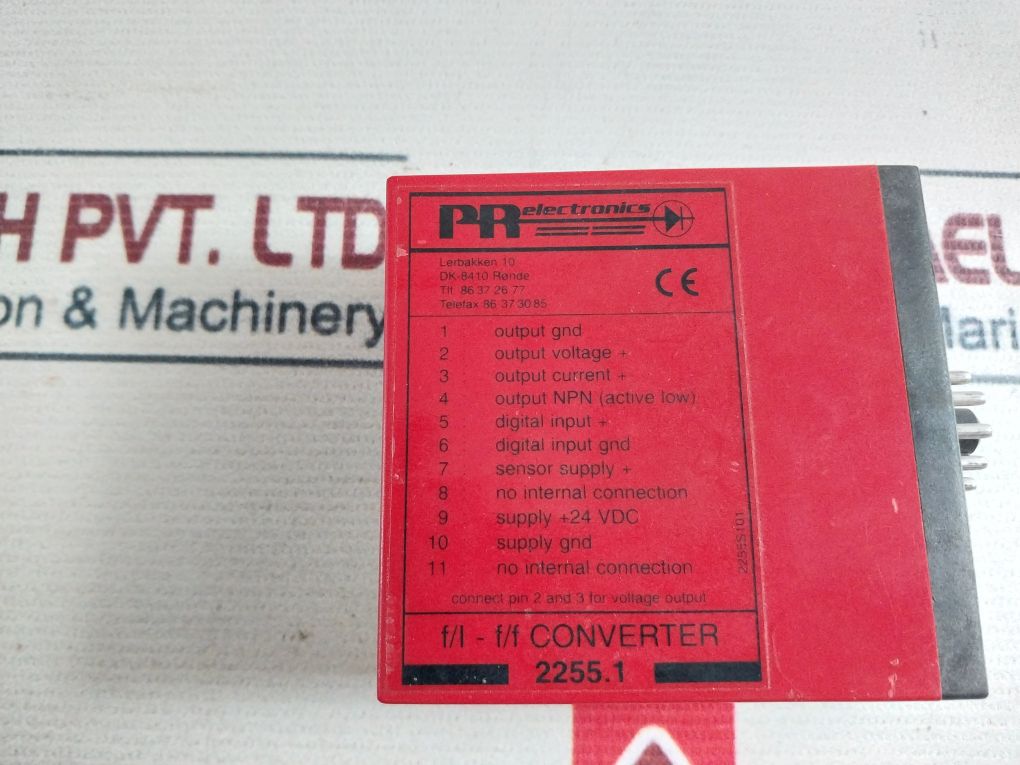 H PVT. LTD
on & Machinery
AEL
Mari
PR electronics
Lerbakken 10
DK-8410 Rønde
Tlf. 86 37 26 77
Telefax 86 37 30 85
CE
1 output gnd
2 output voltage +
3 output current +
4 output NPN (active low)
5 digital input +
6 digital input gnd
7 sensor supply +
8 no internal connection
9 supply +24 VDC
10 supply gnd
11 no internal connection
connect pin 2 and 3 for voltage output
2255S101
f/I - f/f CONVERTER
2255.1